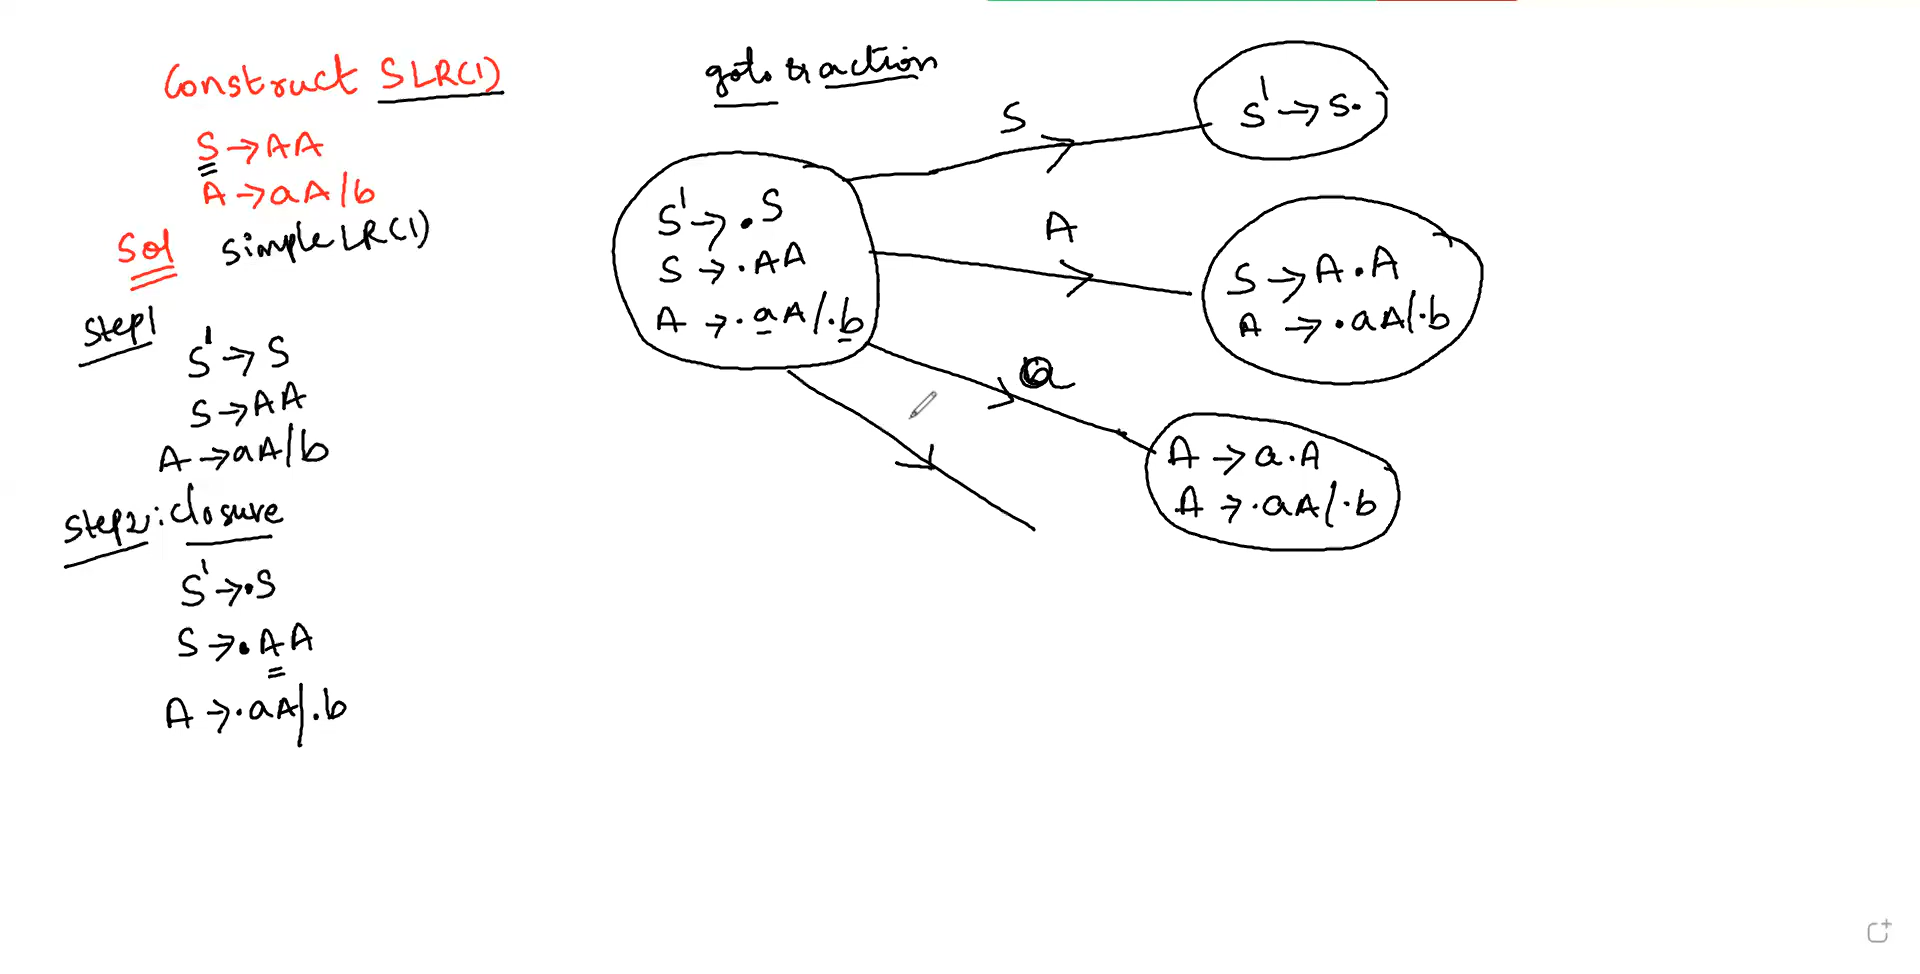 Construct SLR(1)
S → AA
A → aA/b
Sol simple LR(1)
Step1
S' → S
S → AA
A → aA/b
Step2: closure
S' → .S
S → .AA
A → .aA/.b
goto & action
S' → .S
S → .AA
A → .aA/.b
S
S' → S.
A
S → A.A
A → .aA/.b
a
A → a.A
A → .aA/.b